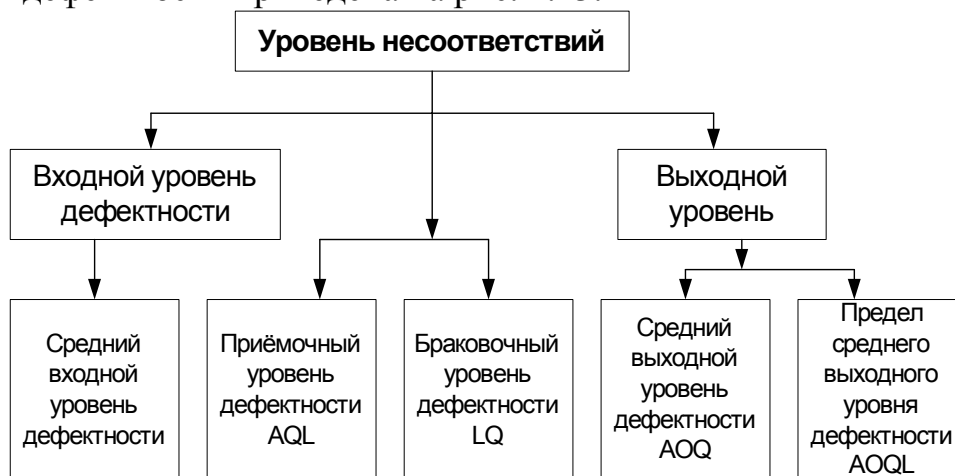 Уровень несоответствий
Входной уровень
дефектности
Выходной
уровень
Средний
входной
уровень
дефектности
Приёмочный
уровень
дефектности
AQL
Браковочный
уровень
дефектности
LQ
Средний
выходной
уровень
дефектности
AOQ
Предел
среднего
выходного
уровня
дефектности
AOQL